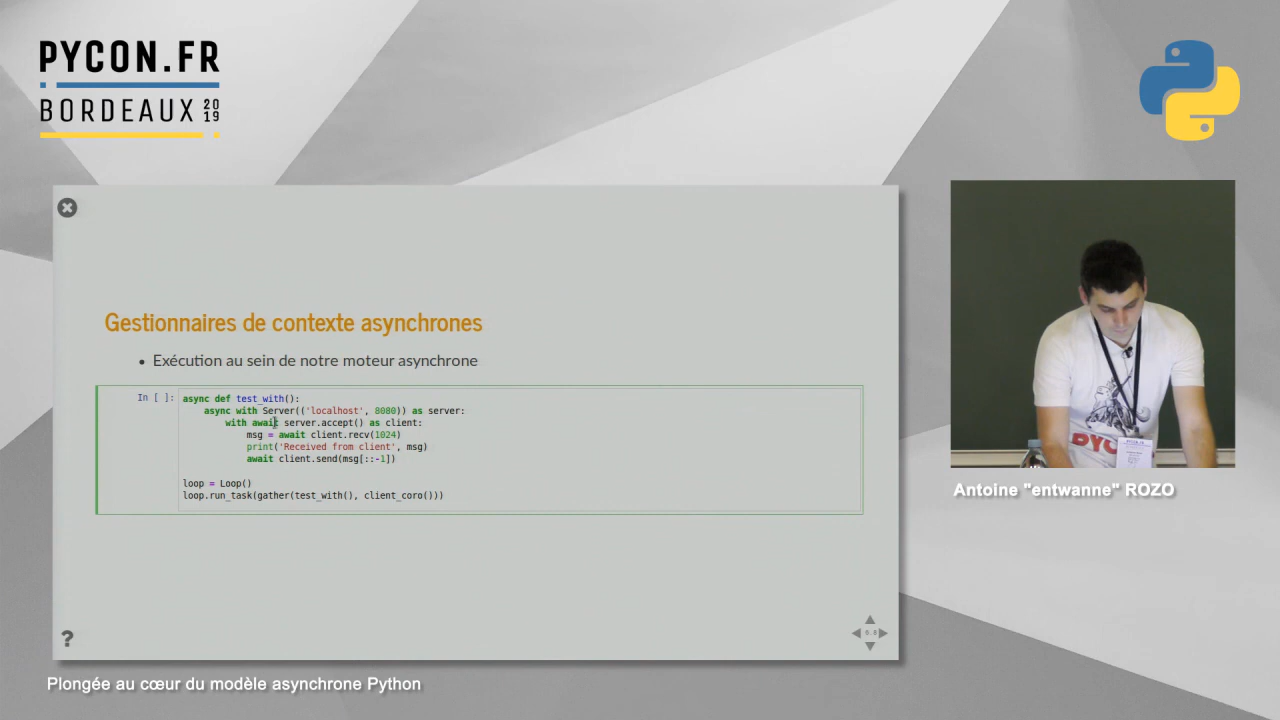 PYCON.FR
BORDEAUX 2019
Gestionnaires de contexte asynchrones
• Exécution au sein de notre moteur asynchrone
In [ ]:
async def test_with():
    async with Server(('localhost', 8080)) as server:
        with await server.accept() as client:
            msg = await client.recv(1024)
            print('Received from client', msg)
            await client.send(msg[::-1])
loop = Loop()
loop.run_task(gather(test_with(), client_coro()))
?
PYC
Antoine "entwanne" ROZO
Plongée au cœur du modèle asynchrone Python